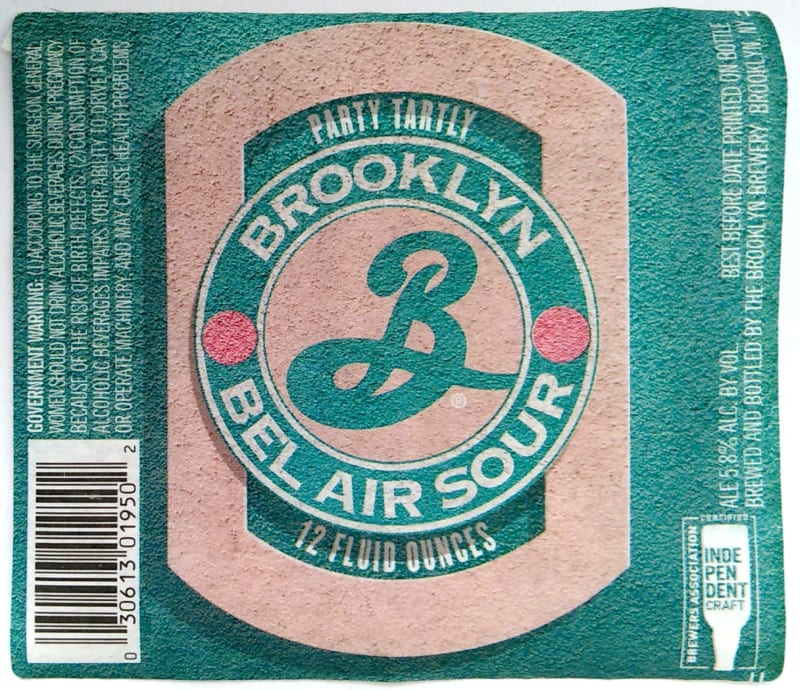 GOVERNMENT WARNING: (1) ACCORDING TO THE SURGEON GENERAL,
WOMEN SHOULD NOT DRINK ALCOHOLIC BEVERAGES DURING PREGNANCY
BECAUSE OF THE RISK OF BIRTH DEFECTS. (2) CONSUMPTION OF
ALCOHOLIC BEVERAGES IMPAIRS YOUR ABILITY TO DRIVE A CAR
OR OPERATE MACHINERY, AND MAY CAUSE HEALTH PROBLEMS
0 30613 01950 2
PARTY TARTLY
BROOKLYN
B
®
BEL AIR SOUR
12 FLUID OUNCES
ALE 5.8% ALC. BY VOL. BEST BEFORE DATE PRINTED ON BOTTLE
BREWED AND BOTTLED BY THE BROOKLYN BREWERY BROOKLYN, NY
BREWERS ASSOCIATION
CERTIFIED
INDE
PEN
DENT
CRAFT